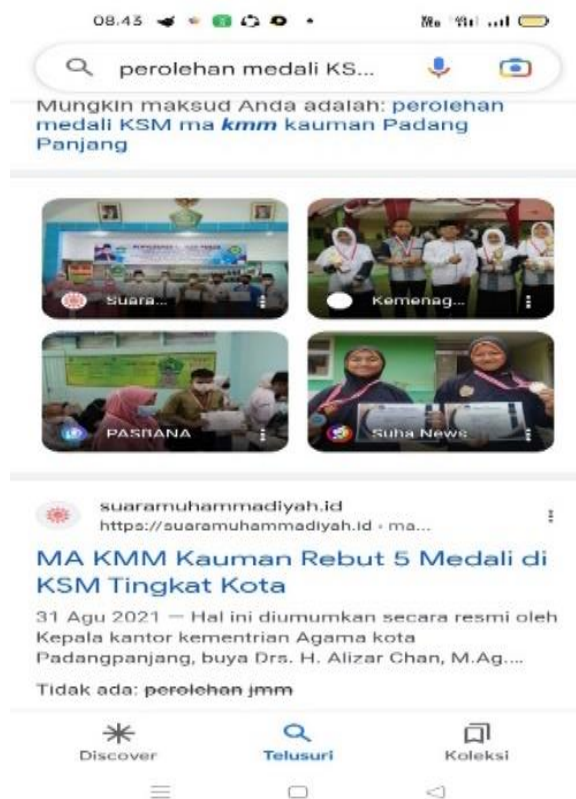 08.43
perolehan medali KS...
Mungkin maksud Anda adalah: perolehan
medali KSM ma kmm kauman Padang
Panjang
Suara...
Kemenag...
PASBANA
Suha News
suaramuhammadiyah.id
https://suaramuhammadiyah.id › ma...
MA KMM Kauman Rebut 5 Medali di
KSM Tingkat Kota
31 Agu 2021 — Hal ini diumumkan secara resmi oleh
Kepala kantor kementrian Agama kota
Padangpanjang, buya Drs. H. Alizar Chan, M.Ag....
Tidak ada: perolehan jmm
Discover
Telusuri
Koleksi